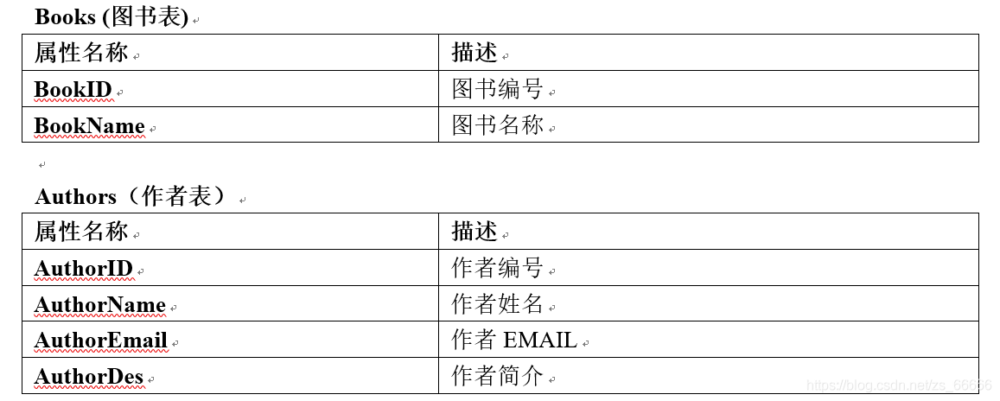 Books (图书表)
属性名称 描述
BookID 图书编号
BookName 图书名称
Authors（作者表）
属性名称 描述
AuthorID 作者编号
AuthorName 作者姓名
AuthorEmail 作者 EMAIL
AuthorDes 作者简介
https://blog.csdn.net/zs_66666